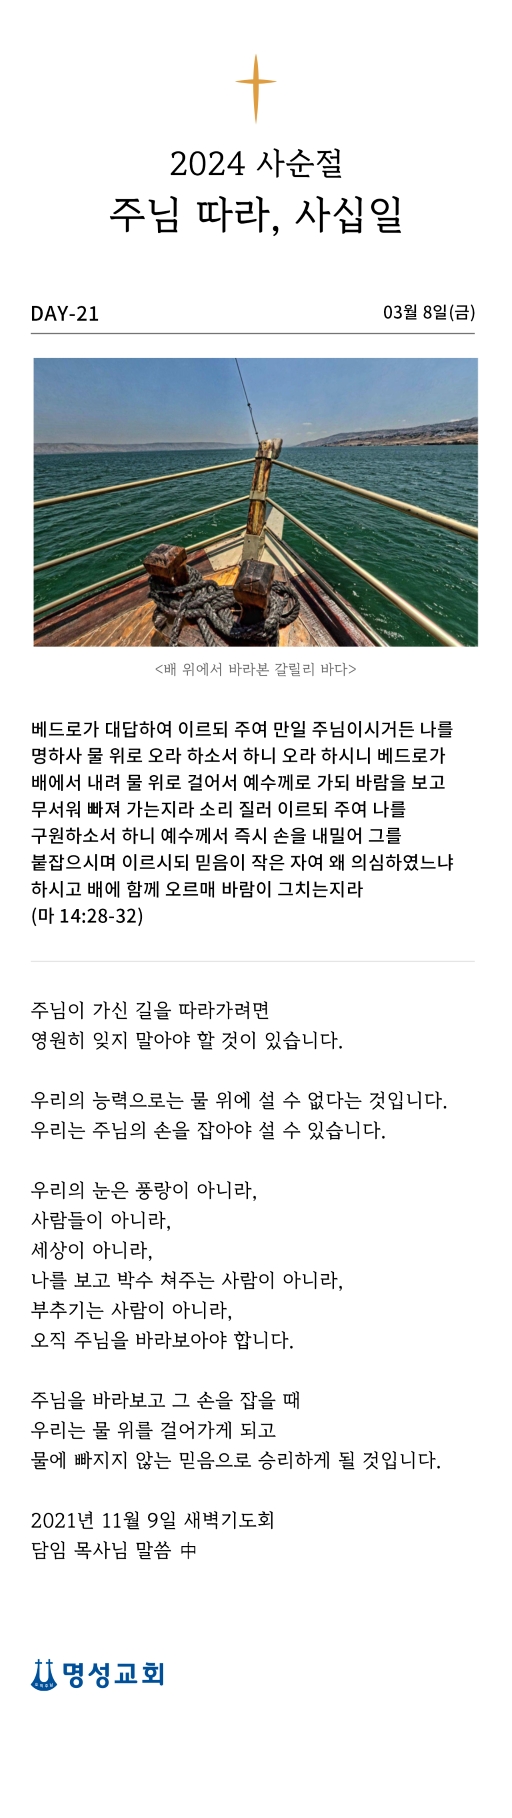 2024 사순절
주님 따라, 사십일
DAY-21
03월 8일(금)
<배 위에서 바라본 갈릴리 바다>
베드로가 대답하여 이르되 주여 만일 주님이시거든 나를
명하사 물 위로 오라 하소서 하니 오라 하시니 베드로가
배에서 내려 물 위로 걸어서 예수께로 가되 바람을 보고
무서워 빠져 가는지라 소리 질러 이르되 주여 나를
구원하소서 하니 예수께서 즉시 손을 내밀어 그를
붙잡으시며 이르시되 믿음이 작은 자여 왜 의심하였느냐
하시고 배에 함께 오르매 바람이 그치는지라
(마 14:28-32)
주님이 가신 길을 따라가려면
영원히 잊지 말아야 할 것이 있습니다.
우리의 능력으로는 물 위에 설 수 없다는 것입니다.
우리는 주님의 손을 잡아야 설 수 있습니다.
우리의 눈은 풍랑이 아니라,
사람들이 아니라,
세상이 아니라,
나를 보고 박수 쳐주는 사람이 아니라,
부추기는 사람이 아니라,
오직 주님을 바라보아야 합니다.
주님을 바라보고 그 손을 잡을 때
우리는 물 위를 걸어가게 되고
물에 빠지지 않는 믿음으로 승리하게 될 것입니다.
2021년 11월 9일 새벽기도회
담임 목사님 말씀 中
명성교회